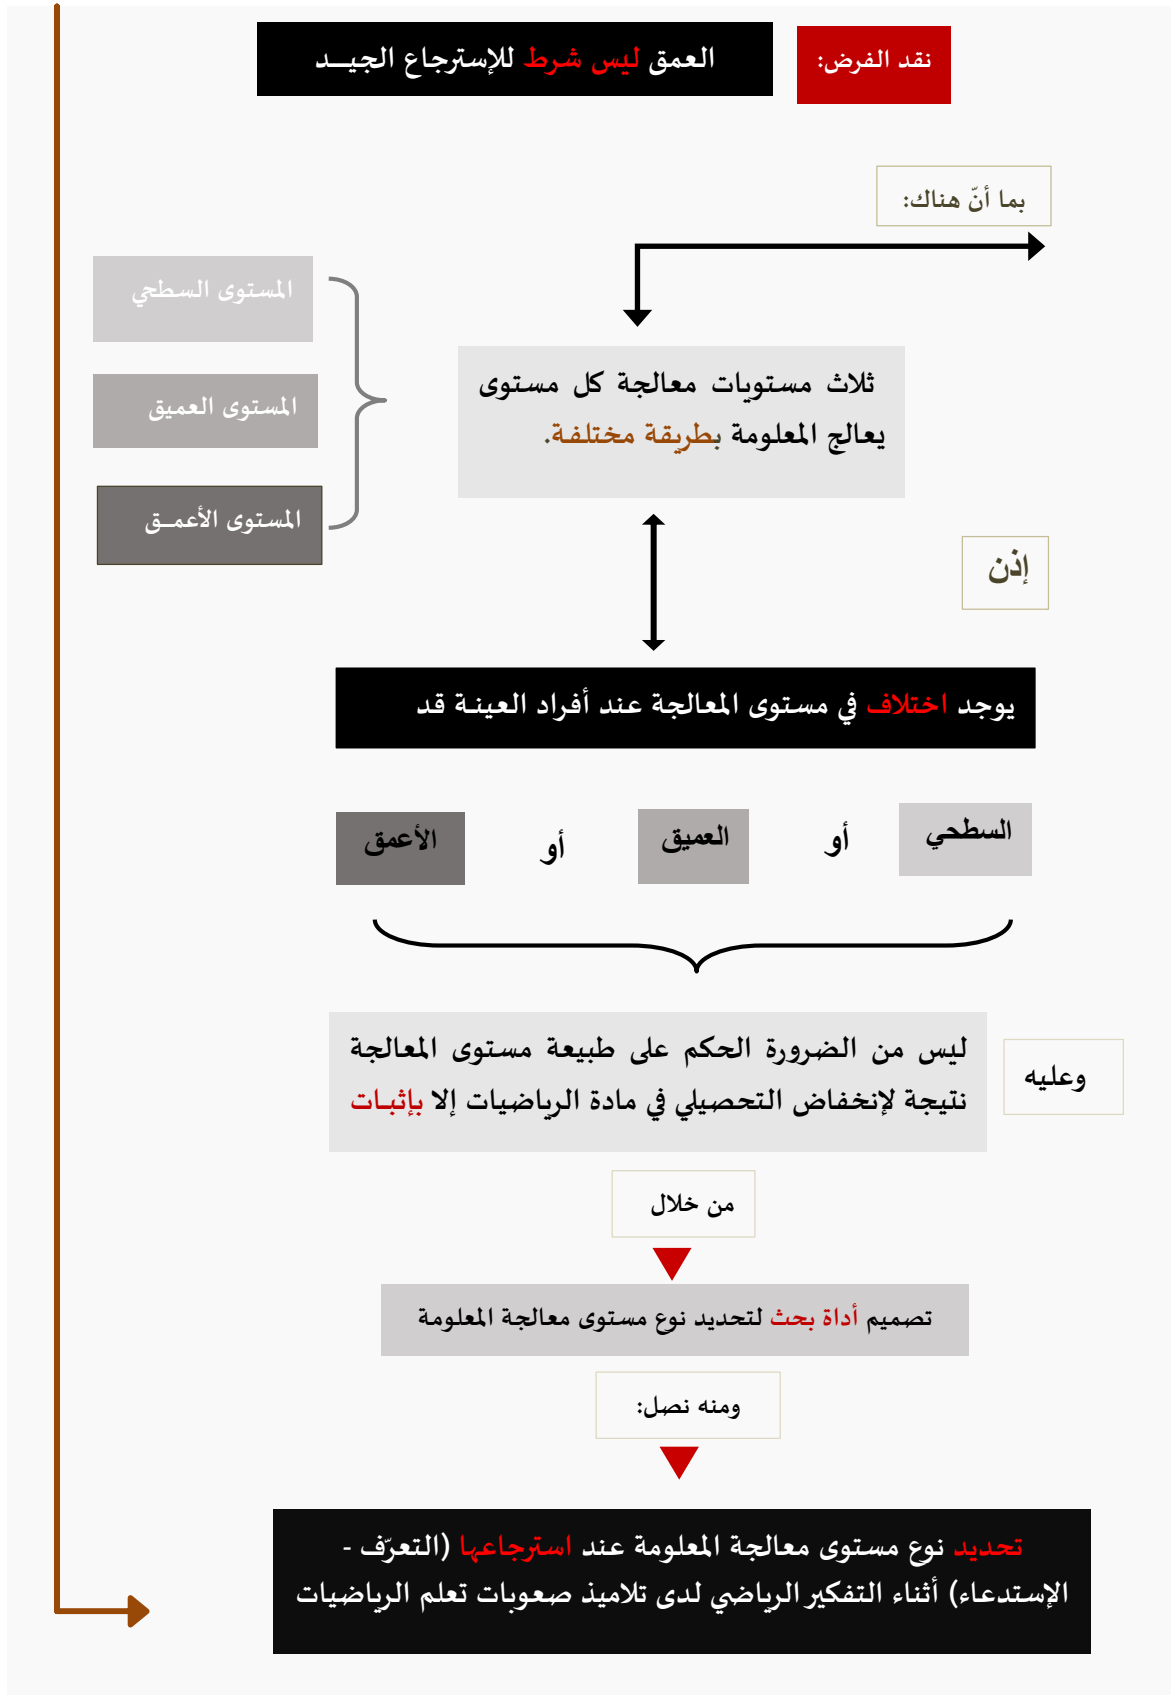 نقد الفرض:
العمق ليس شرط للإسترجاع الجيــد
بما أنّ هناك:
ثلاث مستويات معالجة كل مستوى
يعالج المعلومة بطريقة مختلفة.
المستوى السطحي
المستوى العميق
المستوى الأعمــق
إذن
يوجد اختلاف في مستوى المعالجة عند أفراد العينـة قد
السطحي
أو
العميق
أو
الأعمق
وعليه
ليس من الضرورة الحكم على طبيعة مستوى المعالجة
نتيجة لإنخفاض التحصيلي في مادة الرياضيات إلا بإثبـات
من خلال
تصميم أداة بحث لتحديد نوع مستوى معالجة المعلومة
ومنه نصل:
تحديد نوع مستوى معالجة المعلومة عند استرجاعها (التعرّف -
الإستدعاء) أثناء التفكير الرياضي لدى تلاميذ صعوبات تعلم الرياضيات